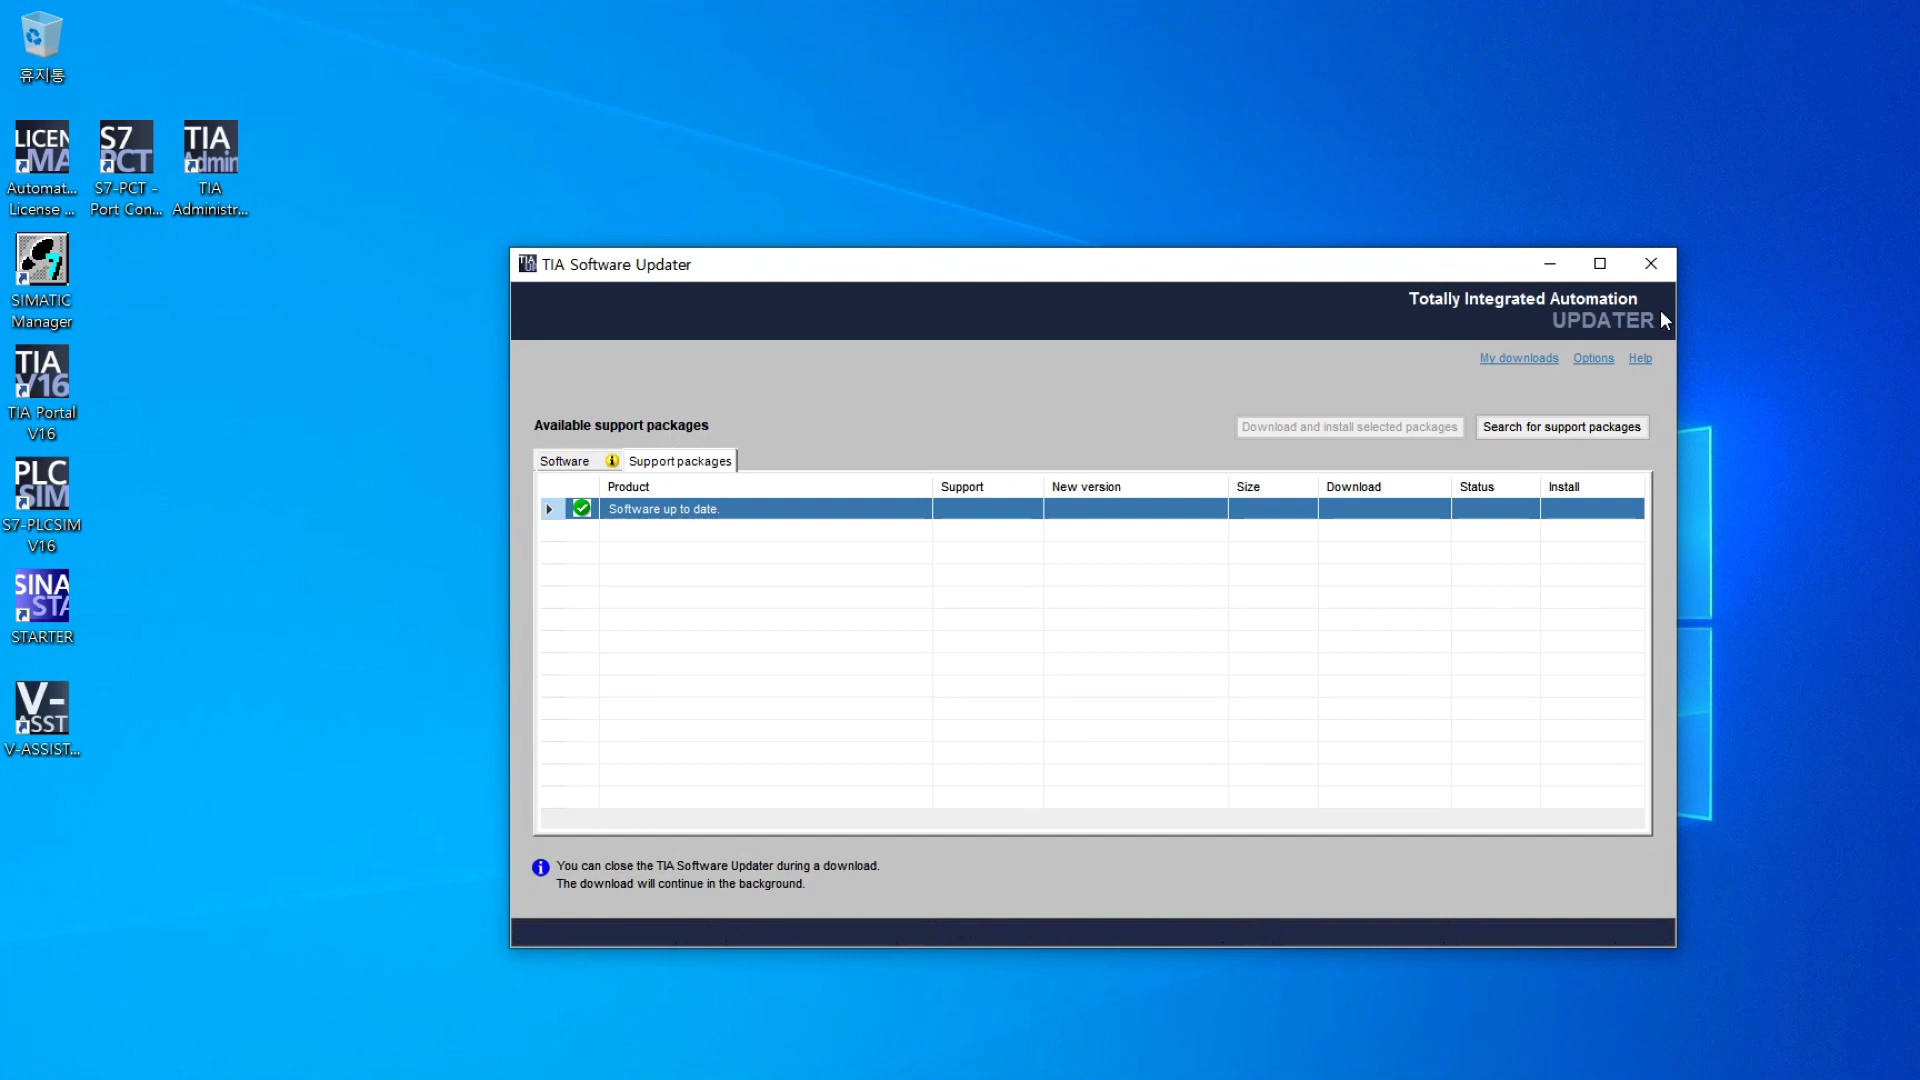 휴지통
LICEN
MA
Automat...
License ...
S7
PCT
S7-PCT -
Port Con...
TIA
Admin
TIA
Administr...
7
SIMATIC
Manager
TIA
V16
TIA Portal
V16
PLC
SIM
S7-PLCSIM
V16
SINA
STA
STARTER
V-
ASST
V-ASSIST...
TIA Software Updater
Totally Integrated Automation
UPDATER
My downloads Options Help
Available support packages
Download and install selected packages Search for support packages
Software Support packages
Product Support New version Size Download Status Install
Software up to date.
You can close the TIA Software Updater during a download.
The download will continue in the background.